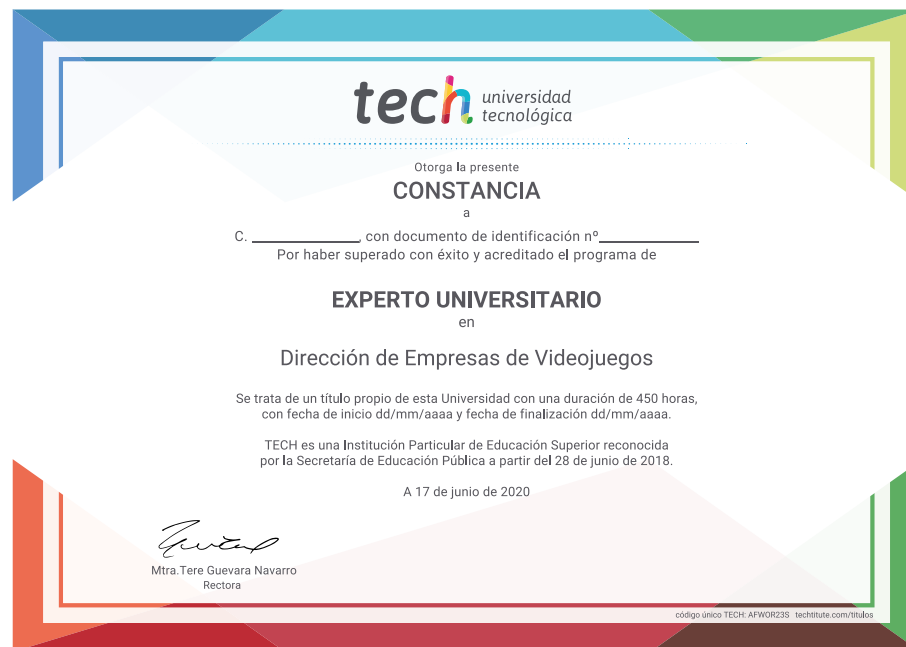 tech universidad
tecnológica
Otorga la presente
CONSTANCIA
a
C. ______________, con documento de identificación nº_____________
Por haber superado con éxito y acreditado el programa de
EXPERTO UNIVERSITARIO
en
Dirección de Empresas de Videojuegos
Se trata de un título propio de esta Universidad con una duración de 450 horas,
con fecha de inicio dd/mm/aaaa y fecha de finalización dd/mm/aaaa.
TECH es una Institución Particular de Educación Superior reconocida
por la Secretaría de Educación Pública a partir del 28 de junio de 2018.
A 17 de junio de 2020
Mtra.Tere Guevara Navarro
Rectora
código único TECH: AFWOR23S techtitute.com/títulos